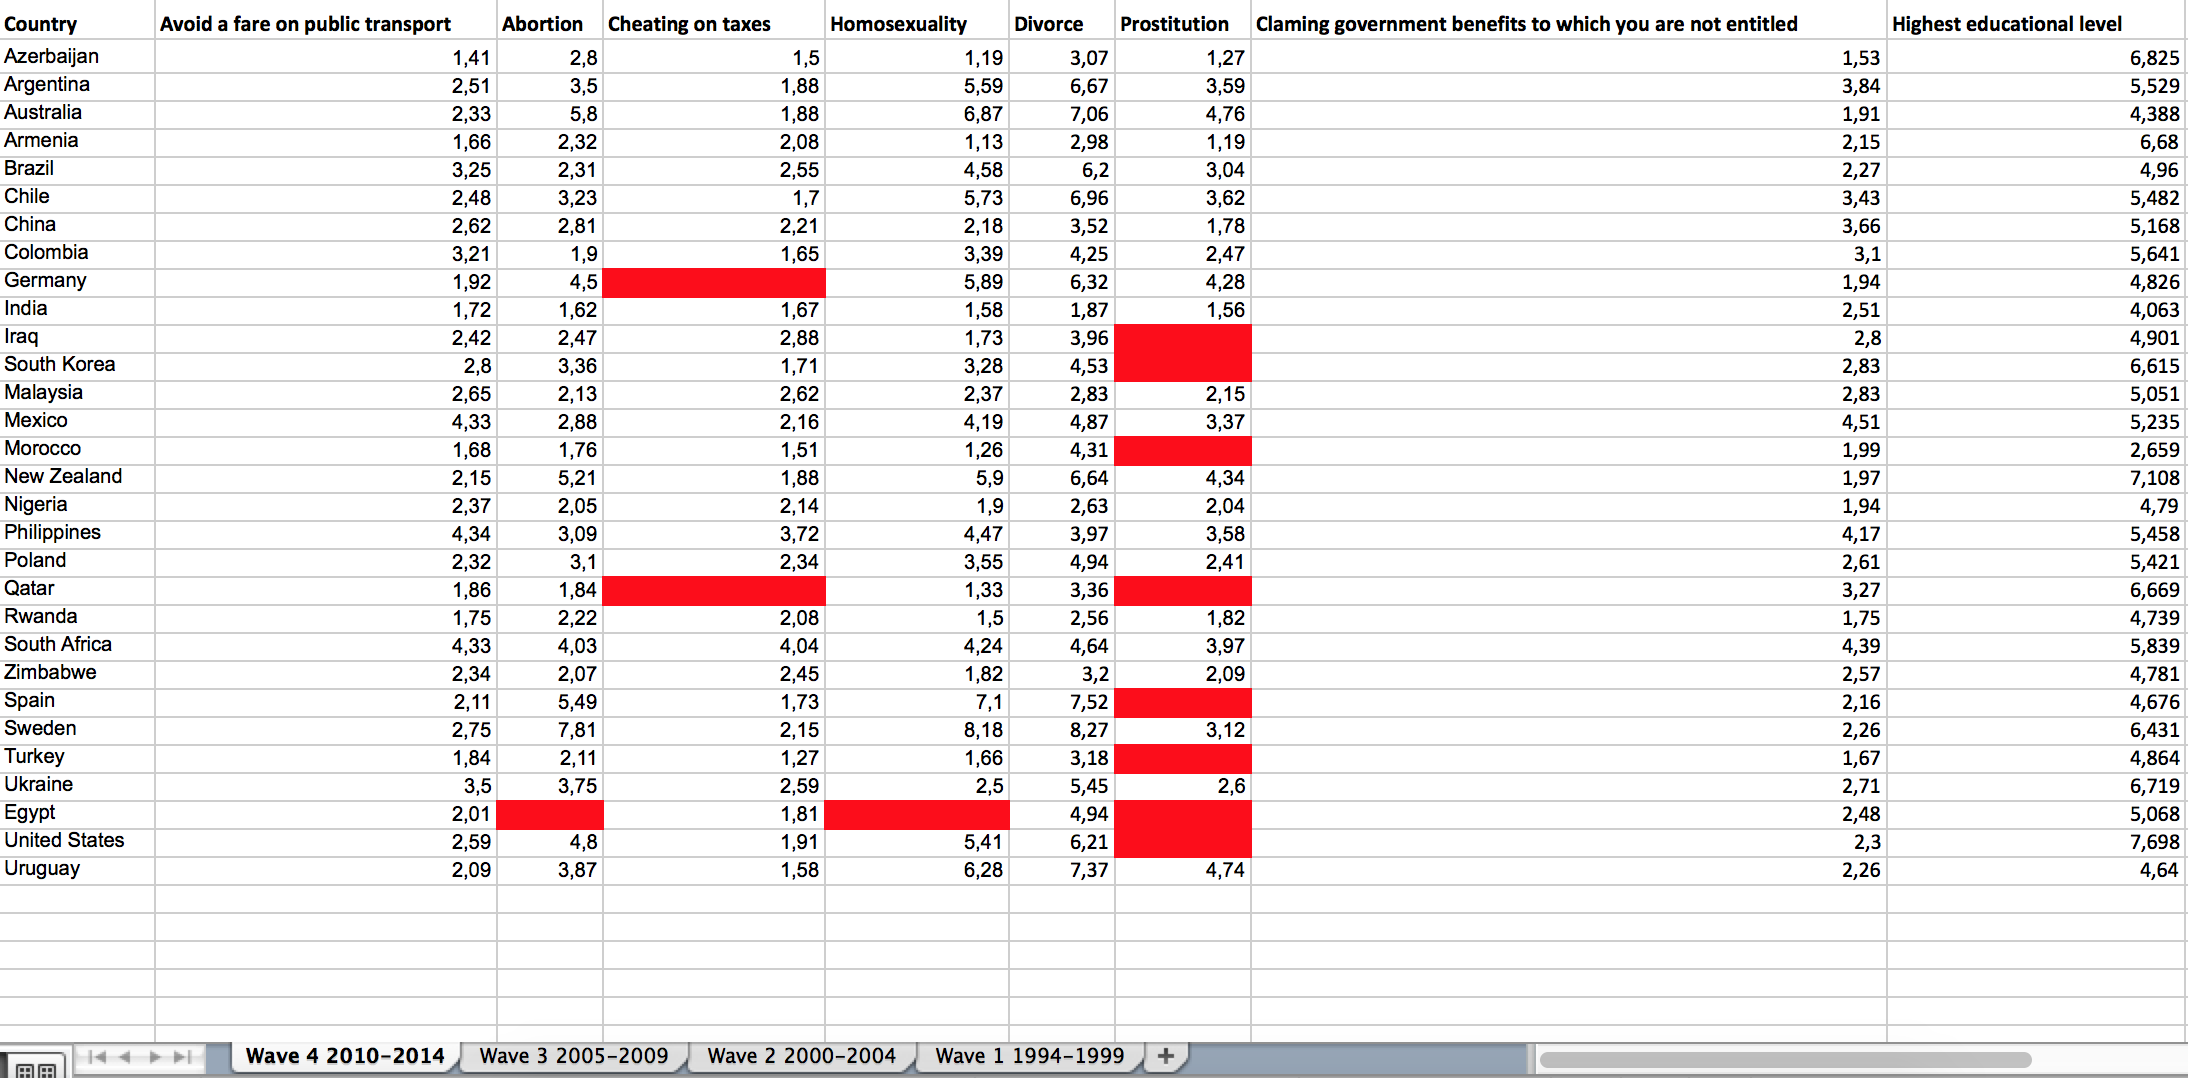 Country Avoid a fare on public transport Abortion Cheating on taxes Homosexuality Divorce Prostitution Claming government benefits to which you are not entitled Highest educational level
Azerbaijan 1,41 2,8 1,5 1,19 3,07 1,27 1,53 6,825
Argentina 2,51 3,5 1,88 5,59 6,67 3,59 3,84 5,529
Australia 2,33 5,8 1,88 6,87 7,06 4,76 1,91 4,388
Armenia 1,66 2,32 2,08 1,13 2,98 1,19 2,15 6,68
Brazil 3,25 2,31 2,55 4,58 6,2 3,04 2,27 4,96
Chile 2,48 3,23 1,7 5,73 6,96 3,62 3,43 5,482
China 2,62 2,81 2,21 2,18 3,52 1,78 3,66 5,168
Colombia 3,21 1,9 1,65 3,39 4,25 2,47 3,1 5,641
Germany 1,92 4,5 5,89 6,32 4,28 1,94 4,826
India 1,72 1,62 1,67 1,58 1,87 1,56 2,51 4,063
Iraq 2,42 2,47 2,88 1,73 3,96 2,8 4,901
South Korea 2,8 3,36 1,71 3,28 4,53 2,83 6,615
Malaysia 2,65 2,13 2,62 2,37 2,83 2,15 2,83 5,051
Mexico 4,33 2,88 2,16 4,19 4,87 3,37 4,51 5,235
Morocco 1,68 1,76 1,51 1,26 4,31 1,99 2,659
New Zealand 2,15 5,21 1,88 5,9 6,64 4,34 1,97 7,108
Nigeria 2,37 2,05 2,14 1,9 2,63 2,04 1,94 4,79
Philippines 4,34 3,09 3,72 4,47 3,97 3,58 4,17 5,458
Poland 2,32 3,1 2,34 3,55 4,94 2,41 2,61 5,421
Qatar 1,86 1,84 1,33 3,36 3,27 6,669
Rwanda 1,75 2,22 2,08 1,5 2,56 1,82 1,75 4,739
South Africa 4,33 4,03 4,04 4,24 4,64 3,97 4,39 5,839
Zimbabwe 2,34 2,07 2,45 1,82 3,2 2,09 2,57 4,781
Spain 2,11 5,49 1,73 7,1 7,52 2,16 4,676
Sweden 2,75 7,81 2,15 8,18 8,27 3,12 2,26 6,431
Turkey 1,84 2,11 1,27 1,66 3,18 1,67 4,864
Ukraine 3,5 3,75 2,59 2,5 5,45 2,6 2,71 6,719
Egypt 2,01 1,81 4,94 2,48 5,068
United States 2,59 4,8 1,91 5,41 6,21 2,3 7,698
Uruguay 2,09 3,87 1,58 6,28 7,37 4,74 2,26 4,64
Wave 4 2010-2014 Wave 3 2005-2009 Wave 2 2000-2004 Wave 1 1994-1999 +